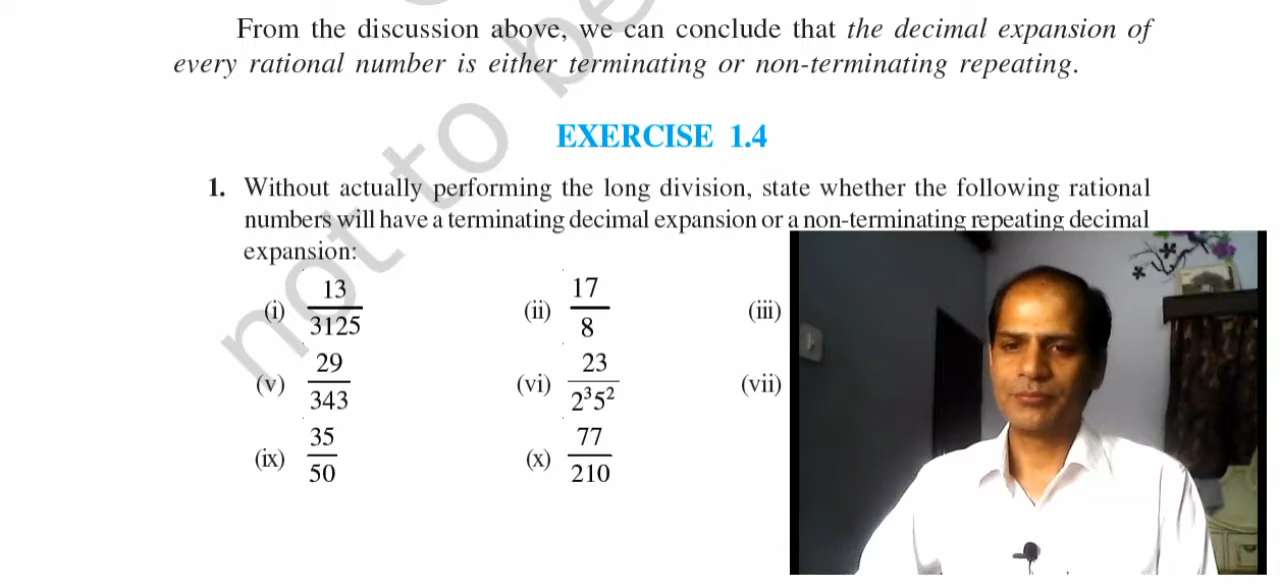 From the discussion above, we can conclude that the decimal expansion of
every rational number is either terminating or non-terminating repeating.
EXERCISE 1.4
1. Without actually performing the long division, state whether the following rational
numbers will have a terminating decimal expansion or a non-terminating repeating decimal
expansion:
(i) 13/3125 (ii) 17/8 (iii)
(v) 29/343 (vi) 23/2³5² (vii)
(ix) 35/50 (x) 77/210
not to be